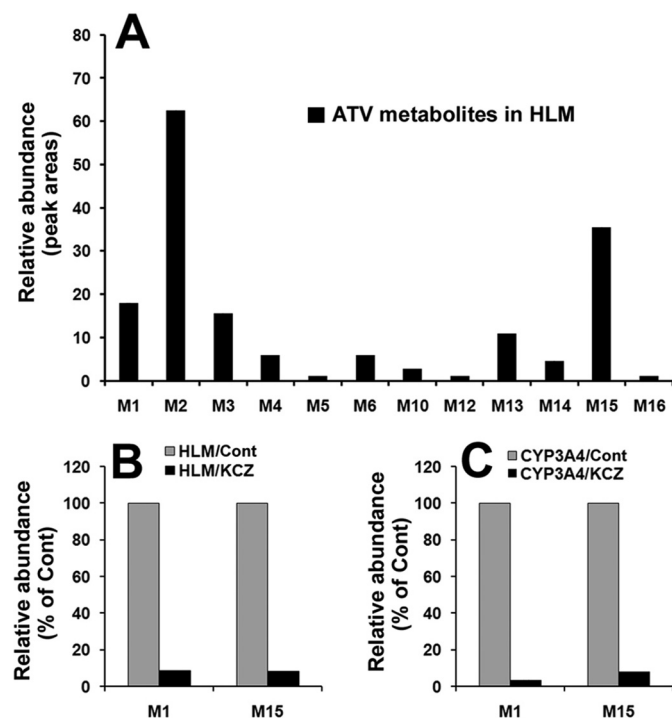 A
80
70
60
50
40
30
20
10
0
Relative abundance
(peak areas)
ATV metabolites in HLM
M1 M2 M3 M4 M5 M6 M10 M12 M13 M14 M15 M16
B
HLM/Cont
HLM/KCZ
120
100
80
60
40
20
0
Relative abundance
(% of Cont)
M1 M15
C
CYP3A4/Cont
CYP3A4/KCZ
120
100
80
60
40
20
0
Relative abundance
(% of Cont)
M1 M15